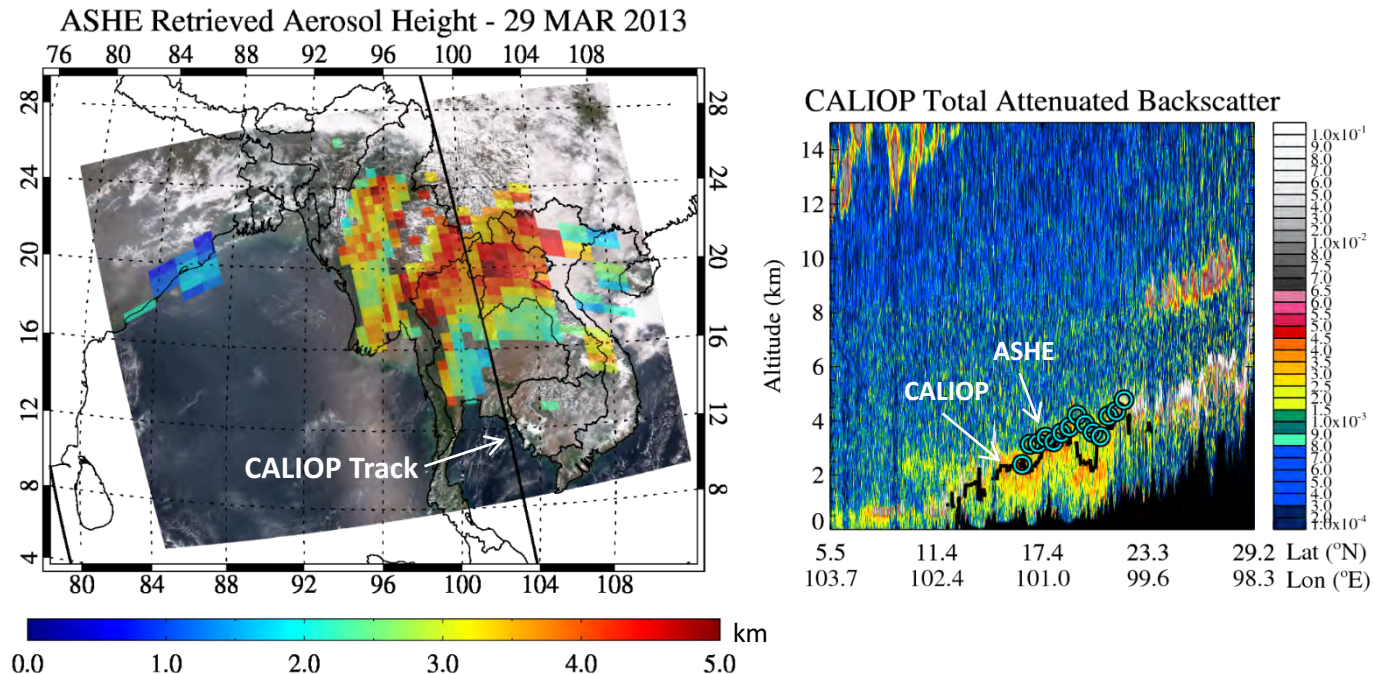 ASHE Retrieved Aerosol Height - 29 MAR 2013
76 80 84 88 92 96 100 104 108
28 28
24 24
20 20
16 16
12 12
8 8
4
CALIOP Track
80 84 88 92 96 100 104 108
km
0.0 1.0 2.0 3.0 4.0 5.0
CALIOP Total Attenuated Backscatter
Altitude (km)
14
12
10
8
6
4
2
0
ASHE
CALIOP
5.5 11.4 17.4 23.3 29.2 Lat (°N)
103.7 102.4 101.0 99.6 98.3 Lon (°E)
1.0x10⁻¹
9.0
8.0
7.0
6.0
5.0
4.0
3.0
2.0
1.0x10⁻²
7.5
7.0
6.5
6.0
5.5
5.0
4.5
4.0
3.5
3.0
2.5
2.0
1.5
1.0x10⁻³
9.0
8.0
7.0
6.0
5.0
4.0
3.0
2.0
1.0x10⁻⁴